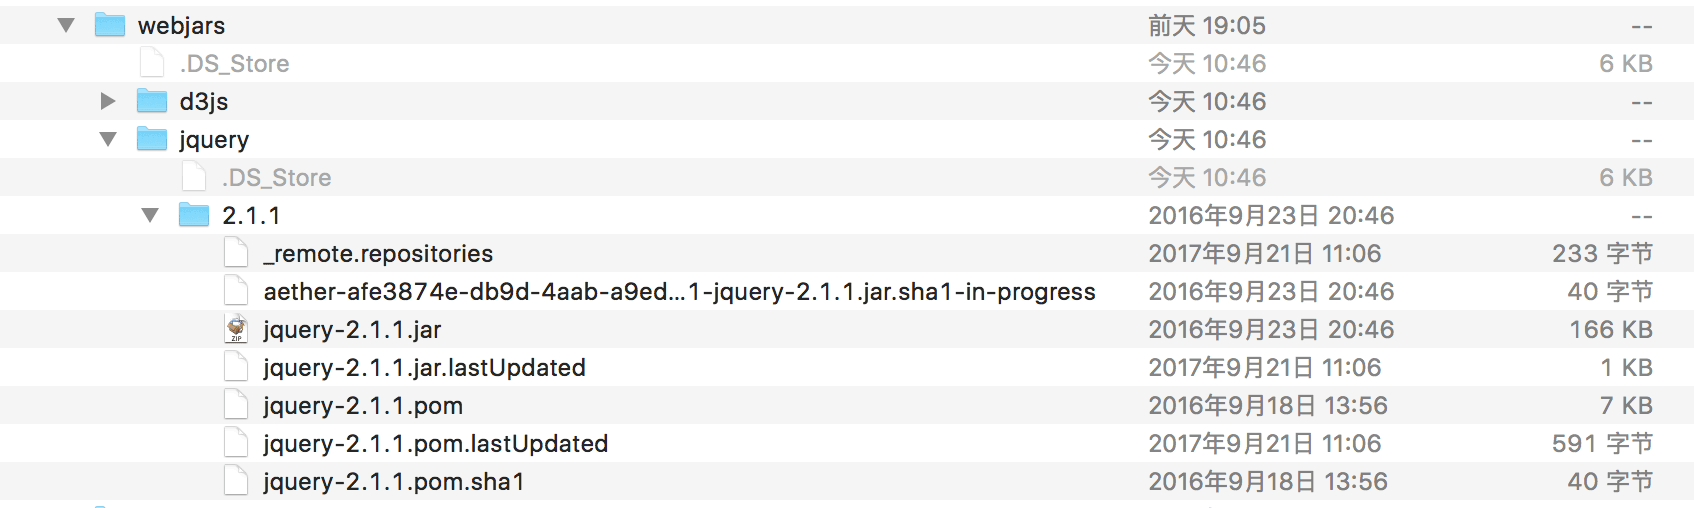 webjars 前天 19:05 --
.DS_Store 今天 10:46 6 KB
d3js 今天 10:46 --
jquery 今天 10:46 --
.DS_Store 今天 10:46 6 KB
2.1.1 2016年9月23日 20:46 --
_remote.repositories 2017年9月21日 11:06 233 字节
aether-afe3874e-db9d-4aab-a9ed...1-jquery-2.1.1.jar.sha1-in-progress 2016年9月23日 20:46 40 字节
ZIP jquery-2.1.1.jar 2016年9月23日 20:46 166 KB
jquery-2.1.1.jar.lastUpdated 2017年9月21日 11:06 1 KB
jquery-2.1.1.pom 2016年9月18日 13:56 7 KB
jquery-2.1.1.pom.lastUpdated 2017年9月21日 11:06 591 字节
jquery-2.1.1.pom.sha1 2016年9月18日 13:56 40 字节